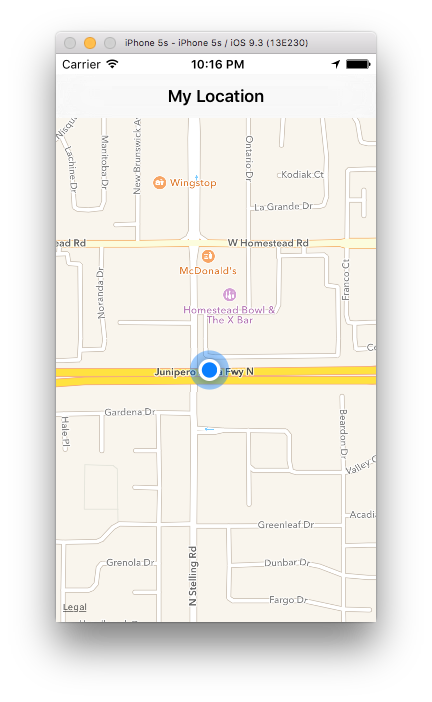 iPhone 5s - iPhone 5s / iOS 9.3 (13E230)
Carrier 10:16 PM
My Location
Nisqu
Lachine Dr
Manitoba Dr
New Brunswick A
Ontario Dr
Kodiak Ct
Wingstop
La Grande Dr
ead Rd
W Homestead Rd
McDonald's
Noranda Dr
Franco Ct
Homestead Bowl &
The X Bar
Co
Junipero
Fwy N
Gardena Dr
Hale Pl
Beardon Dr
Valley C
Acadia
Greenleaf Dr
N Stelling Rd
Grenola Dr
Dunbar Dr
Fargo Dr
Legal